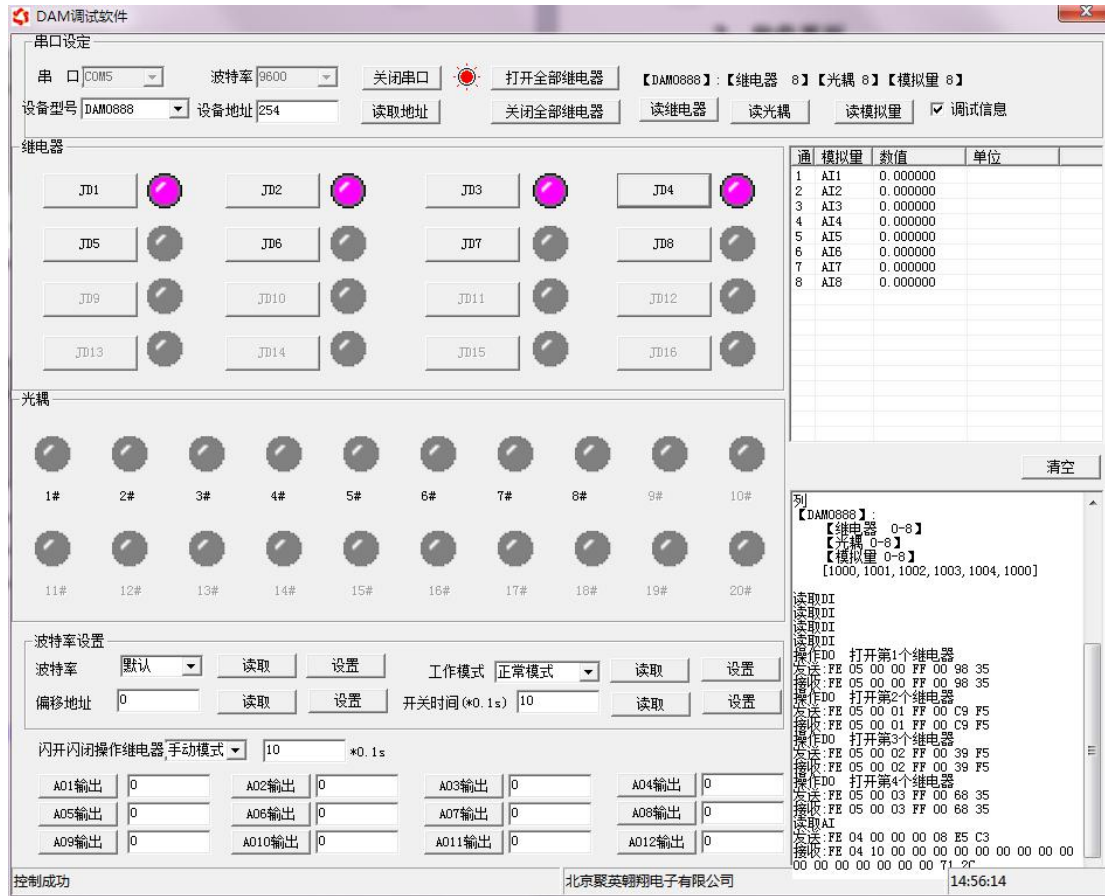 DAM调试软件
串口设定
串 口 COM5 波特率 9600 关闭串口 打开全部继电器 【DAM0888】:【继电器 8】【光耦 8】【模拟量 8】
设备型号 DAM0888 设备地址 254 读取地址 关闭全部继电器 读继电器 读光耦 读模拟量 调试信息
继电器
JD1 JD2 JD3 JD4
JD5 JD6 JD7 JD8
JD9 JD10 JD11 JD12
JD13 JD14 JD15 JD16
通 模拟量 数值 单位
1 AI1 0.000000
2 AI2 0.000000
3 AI3 0.000000
4 AI4 0.000000
5 AI5 0.000000
6 AI6 0.000000
7 AI7 0.000000
8 AI8 0.000000
光耦
1# 2# 3# 4# 5# 6# 7# 8# 9# 10#
11# 12# 13# 14# 15# 16# 17# 18# 19# 20#
清空
列
【DAM0888】:
【继电器 0-8】
【光耦 0-8】
【模拟量 0-8】
[1000, 1001, 1002, 1003, 1004, 1000]
读取DI
读取DI
读取DI
读取DI
操作DO 打开第1个继电器
发送:FE 05 00 00 FF 00 98 35
接收:FE 05 00 00 FF 00 98 35
操作DO 打开第2个继电器
发送:FE 05 00 01 FF 00 C9 F5
接收:FE 05 00 01 FF 00 C9 F5
操作DO 打开第3个继电器
发送:FE 05 00 02 FF 00 39 F5
接收:FE 05 00 02 FF 00 39 F5
操作DO 打开第4个继电器
发送:FE 05 00 03 FF 00 68 35
接收:FE 05 00 03 FF 00 68 35
读取AI
发送:FE 04 00 00 00 08 E5 C3
接收:FE 04 10 00 00 00 00 00 00 00 00 00
00 00 00 00 00 00 00 71 2C
波特率设置
波特率 默认 读取 设置 工作模式 正常模式 读取 设置
偏移地址 0 读取 设置 开关时间(*0.1s) 10 读取 设置
闪开闪闭操作继电器 手动模式 10 *0.1s
AO1输出 0 AO2输出 0 AO3输出 0 AO4输出 0
AO5输出 0 AO6输出 0 AO7输出 0 AO8输出 0
AO9输出 0 AO10输出 0 AO11输出 0 AO12输出 0
控制成功 北京聚英翱翔电子有限公司 14:56:14